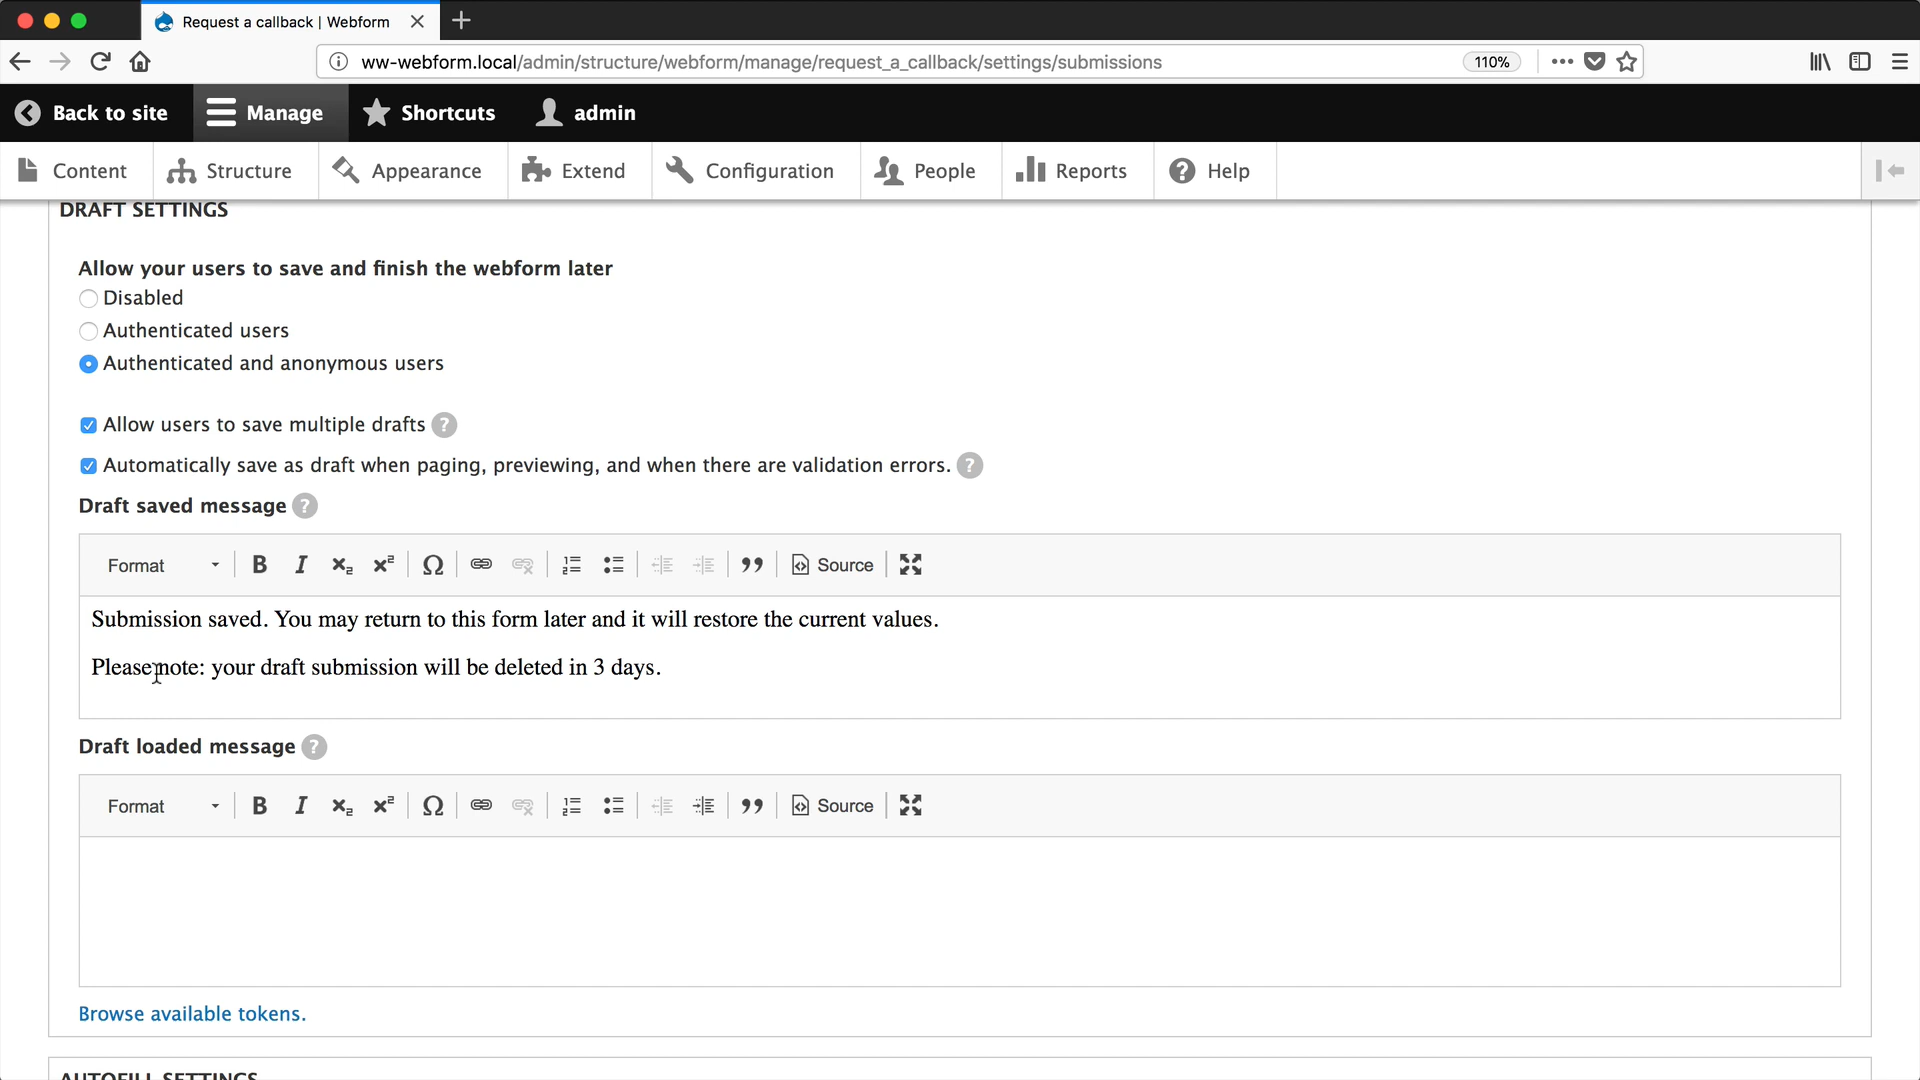 Request a callback | Webform
ww-webform.local/admin/structure/webform/manage/request_a_callback/settings/submissions
110%
Back to site
Manage
Shortcuts
admin
Content
Structure
Appearance
Extend
Configuration
People
Reports
Help
DRAFT SETTINGS
Allow your users to save and finish the webform later
Disabled
Authenticated users
Authenticated and anonymous users
Allow users to save multiple drafts ?
Automatically save as draft when paging, previewing, and when there are validation errors. ?
Draft saved message ?
Format B I x₂ x² Ω Source
Submission saved. You may return to this form later and it will restore the current values.
Please note: your draft submission will be deleted in 3 days.
Draft loaded message ?
Format B I x₂ x² Ω Source
Browse available tokens.
AUTOFILL SETTINGS